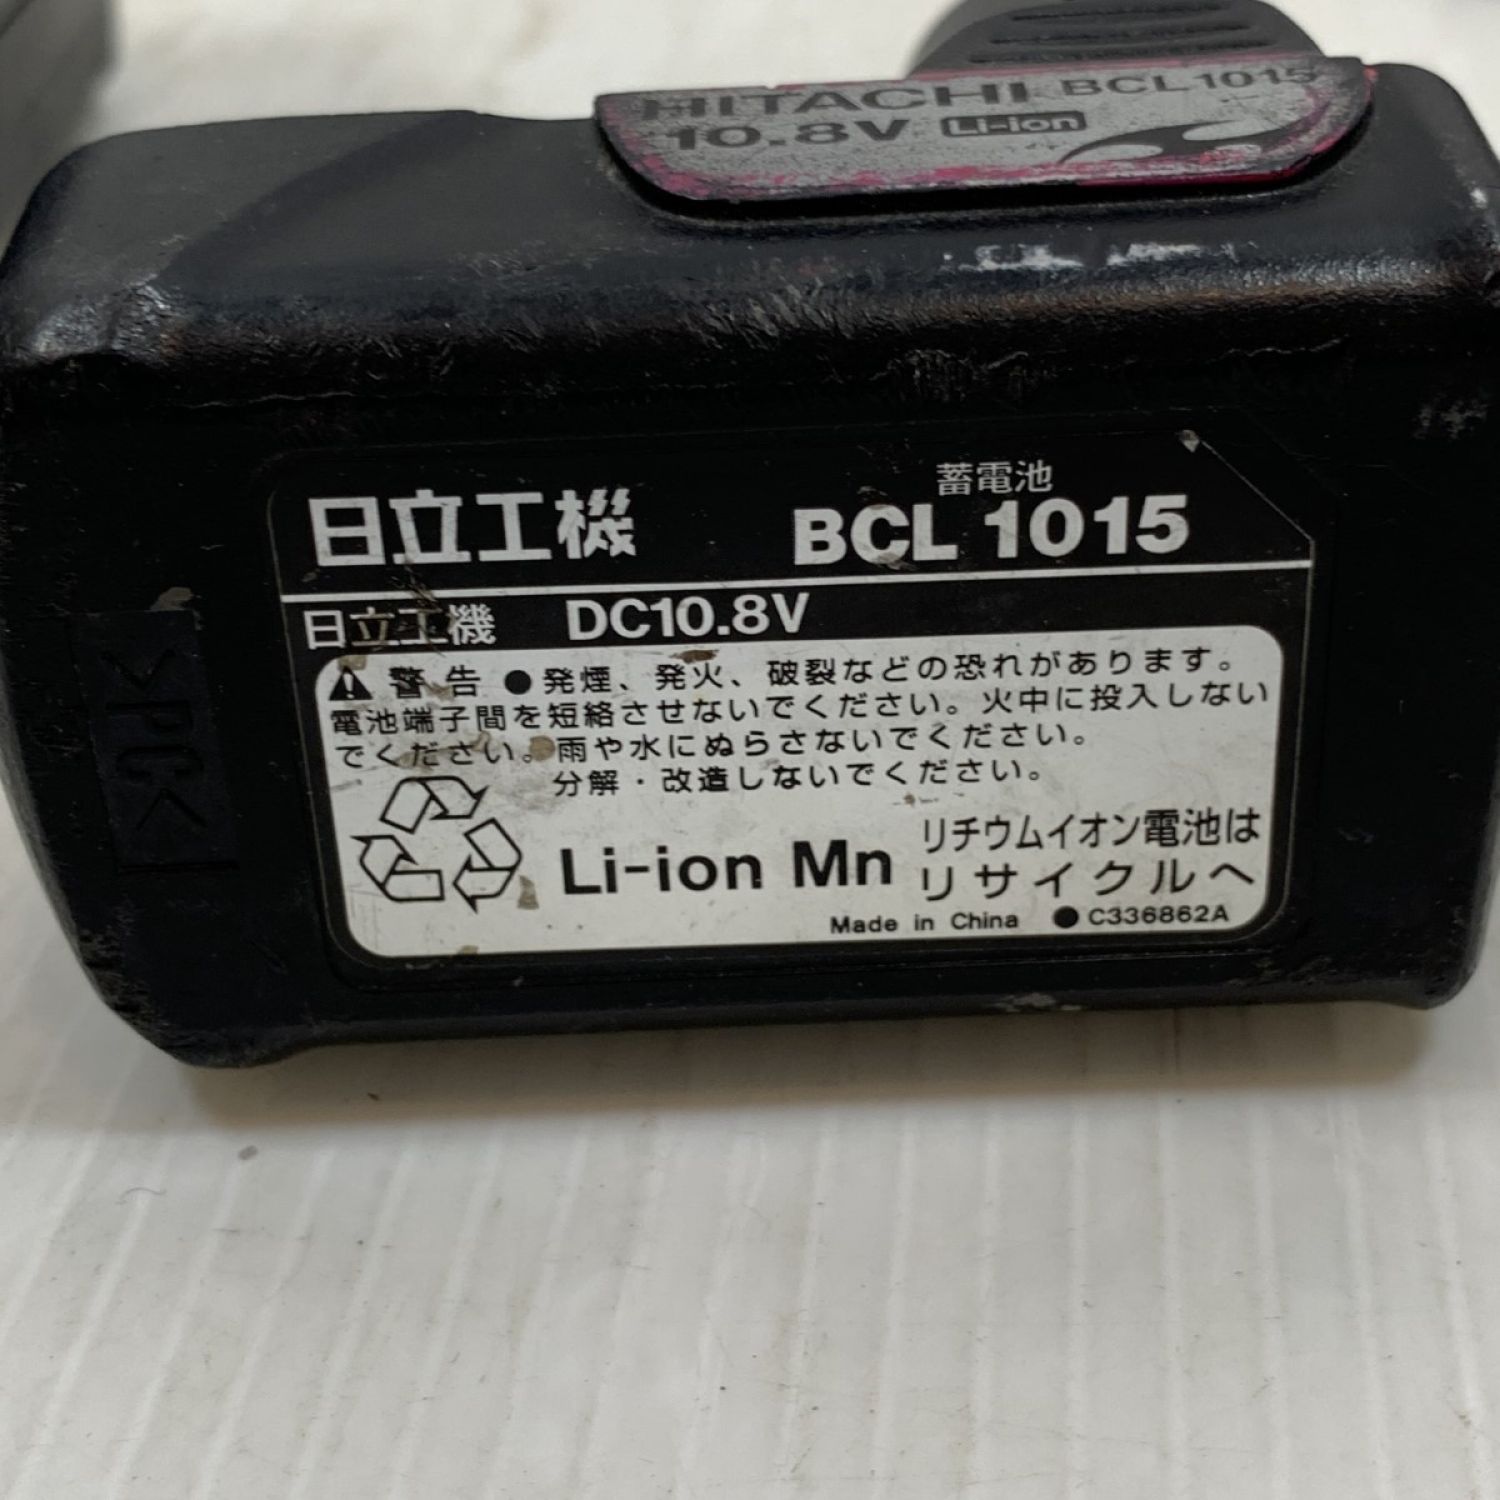 HITACHI BCL1015
10.8V Li-ion
蓄電池
日立工機 BCL 1015
日立工機 DC10.8V
警告 ●発煙、発火、破裂などの恐れがあります。
電池端子間を短絡させないでください。火中に投入しない
でください。雨や水にぬらさないでください。
分解・改造しないでください。
Li-ion Mn
リチウムイオン電池は
リサイクルへ
Made in China ●C336862A
>PC<